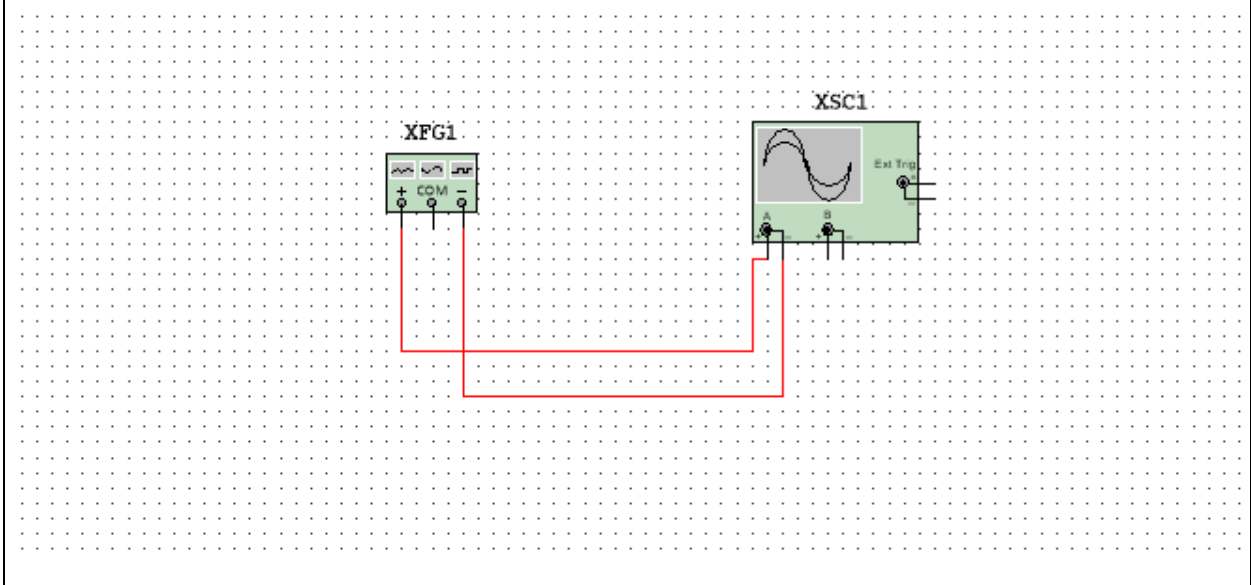 XSC1
XFG1
Ext Trig
+
-
+ COM -
A
B
+ - + -